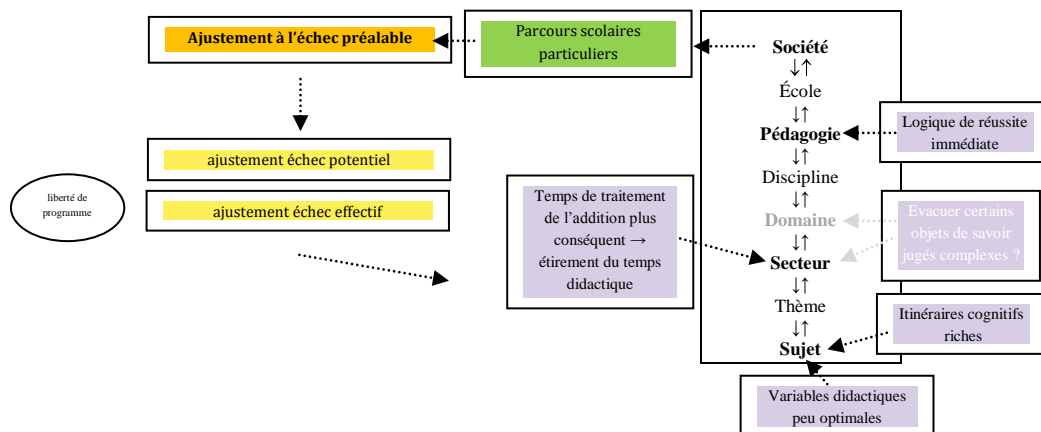 Ajustement à l'échec préalable
Parcours scolaires
particuliers
Société
↓↑
École
↓↑
Pédagogie
↓↑
Discipline
↓↑
Domaine
↓↑
Secteur
↓↑
Thème
↓↑
Sujet
Logique de réussite
immédiate
ajustement échec potentiel
ajustement échec effectif
liberté de
programme
Temps de traitement
de l'addition plus
conséquent →
étirement du temps
didactique
Evacuer certains
objets de savoir
jugés complexes ?
Itinéraires cognitifs
riches
Variables didactiques
peu optimales